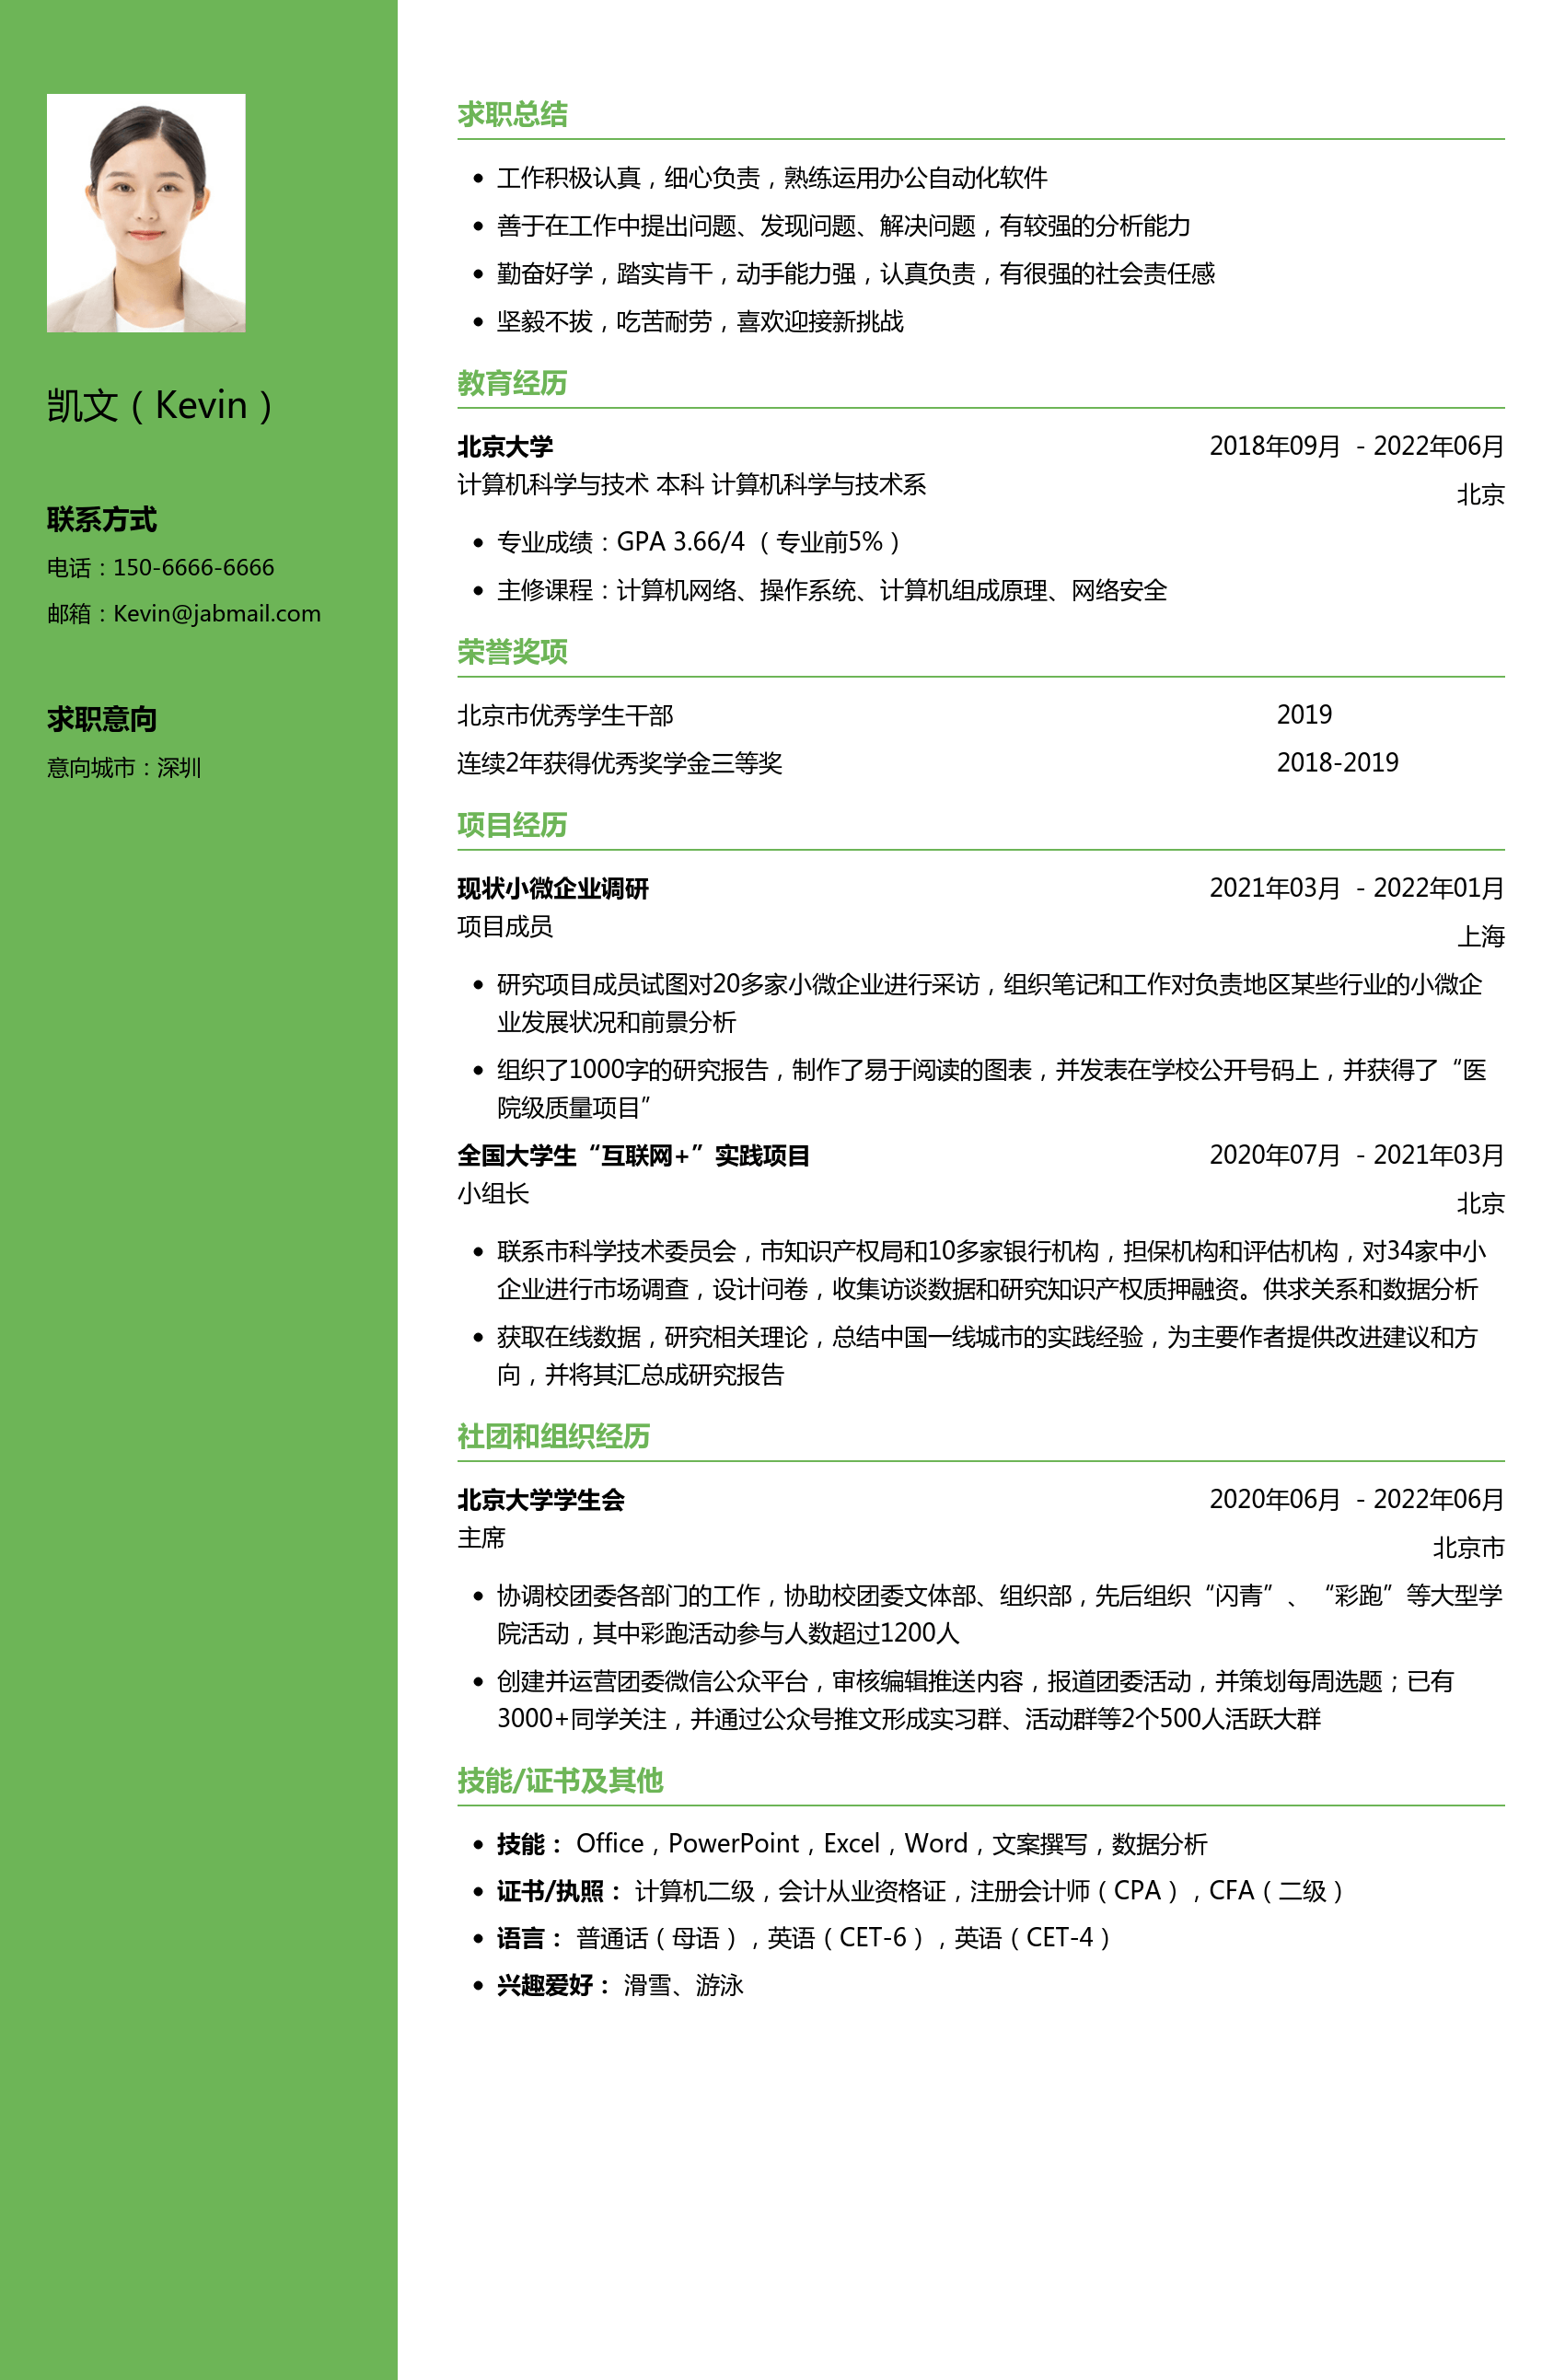 凯文（Kevin）
联系方式
电话：150-6666-6666
邮箱：Kevin@jabmail.com
求职意向
意向城市：深圳
求职总结
工作积极认真，细心负责，熟练运用办公自动化软件
善于在工作中提出问题、发现问题、解决问题，有较强的分析能力
勤奋好学，踏实肯干，动手能力强，认真负责，有很强的社会责任感
坚毅不拔，吃苦耐劳，喜欢迎接新挑战
教育经历
北京大学 2018年09月 - 2022年06月
计算机科学与技术 本科 计算机科学与技术系 北京
专业成绩：GPA 3.66/4 （专业前5%）
主修课程：计算机网络、操作系统、计算机组成原理、网络安全
荣誉奖项
北京市优秀学生干部 2019
连续2年获得优秀奖学金三等奖 2018-2019
项目经历
现状小微企业调研 2021年03月 - 2022年01月
项目成员 上海
研究项目成员试图对20多家小微企业进行采访，组织笔记和工作对负责地区某些行业的小微企
业发展状况和前景分析
组织了1000字的研究报告，制作了易于阅读的图表，并发表在学校公开号码上，并获得了“医
院级质量项目”
全国大学生“互联网+”实践项目 2020年07月 - 2021年03月
小组长 北京
联系市科学技术委员会，市知识产权局和10多家银行机构，担保机构和评估机构，对34家中小
企业进行市场调查，设计问卷，收集访谈数据和研究知识产权质押融资。供求关系和数据分析
获取在线数据，研究相关理论，总结中国一线城市的实践经验，为主要作者提供改进建议和方
向，并将其汇总成研究报告
社团和组织经历
北京大学学生会 2020年06月 - 2022年06月
主席 北京市
协调校团委各部门的工作，协助校团委文体部、组织部，先后组织“闪青”、“彩跑”等大型学
院活动，其中彩跑活动参与人数超过1200人
创建并运营团委微信公众平台，审核编辑推送内容，报道团委活动，并策划每周选题；已有
3000+同学关注，并通过公众号推文形成实习群、活动群等2个500人活跃大群
技能/证书及其他
技能： Office，PowerPoint，Excel，Word，文案撰写，数据分析
证书/执照： 计算机二级，会计从业资格证，注册会计师（CPA），CFA（二级）
语言： 普通话（母语），英语（CET-6），英语（CET-4）
兴趣爱好： 滑雪、游泳